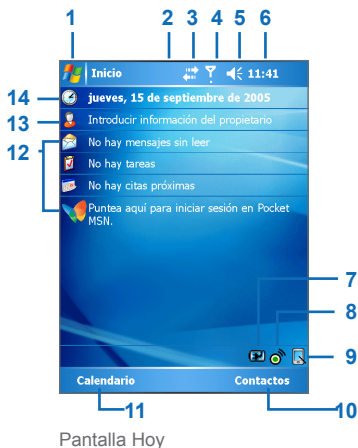 1 2 3 4 5 6
Inicio 11:41
14 jueves, 15 de septiembre de 2005
13 Introducir información del propietario
12 No hay mensajes sin leer
No hay tareas
No hay citas próximas
Puntea aquí para iniciar sesión en Pocket
MSN.
7
8
9
Calendario Contactos
11 10
Pantalla Hoy